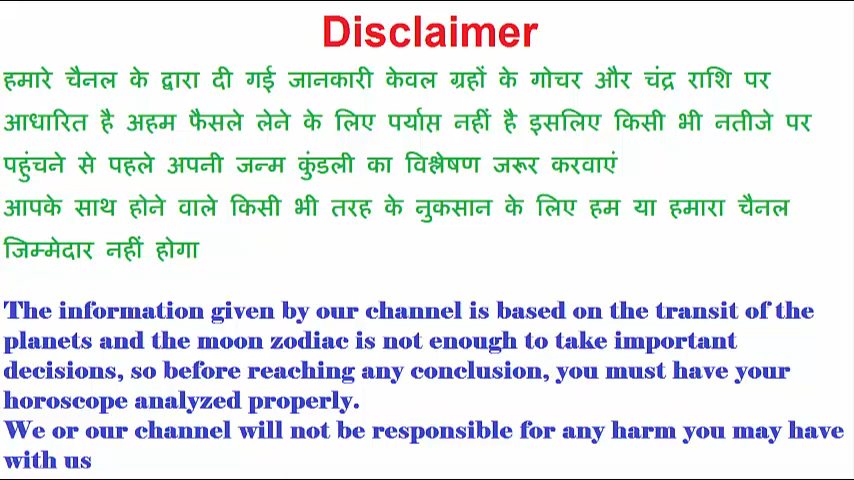 Disclaimer
हमारे चैनल के द्वारा दी गई जानकारी केवल ग्रहों के गोचर और चंद्र राशि पर
आधारित है अहम फैसले लेने के लिए पर्याप्त नहीं है इसलिए किसी भी नतीजे पर
पहुंचने से पहले अपनी जन्म कुंडली का विश्लेषण जरूर करवाएं
आपके साथ होने वाले किसी भी तरह के नुकसान के लिए हम या हमारा चैनल
जिम्मेदार नहीं होगा
The information given by our channel is based on the transit of the
planets and the moon zodiac is not enough to take important
decisions, so before reaching any conclusion, you must have your
horoscope analyzed properly.
We or our channel will not be responsible for any harm you may have
with us